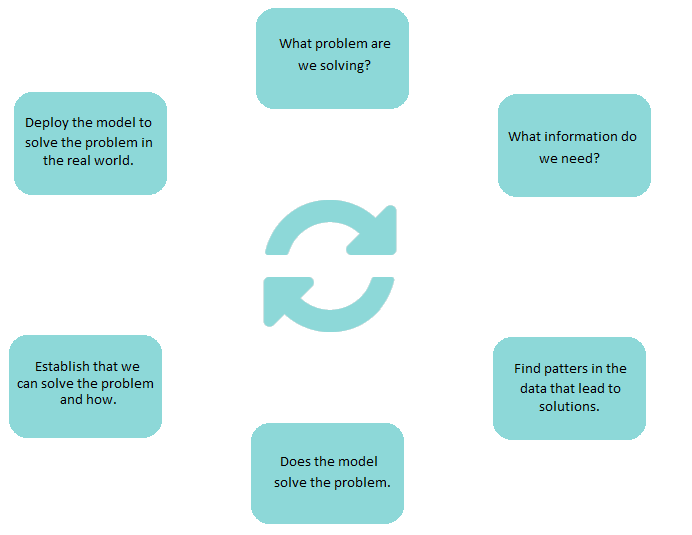 What problem are
we solving?
What information do
we need?
Find patters in the
data that lead to
solutions.
Does the model
solve the problem.
Establish that we
can solve the problem
and how.
Deploy the model to
solve the problem in
the real world.